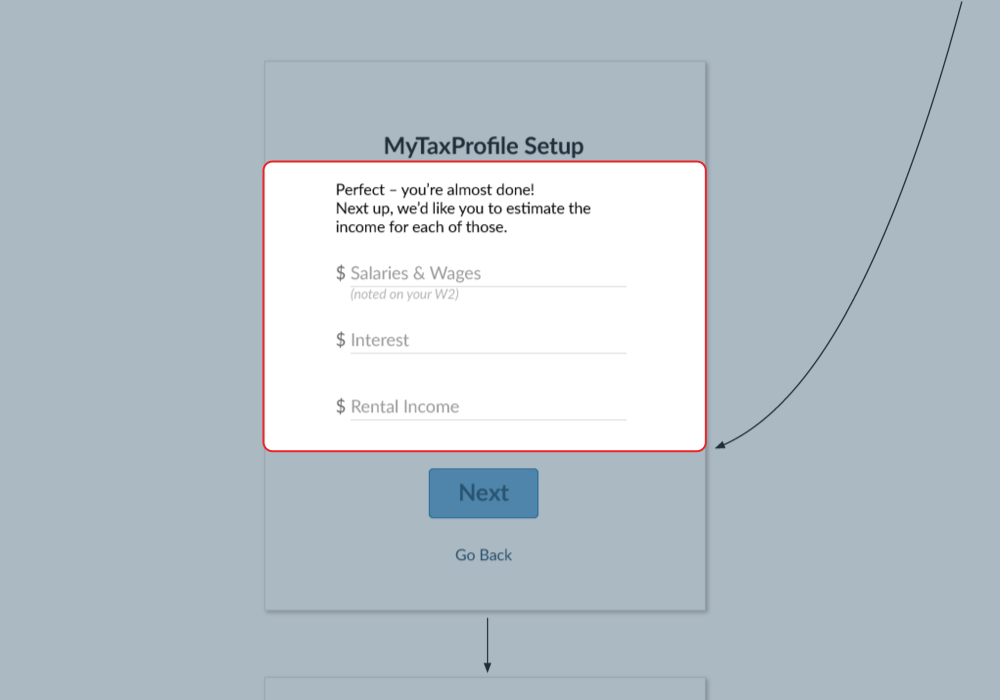 MyTaxProfile Setup
Perfect – you’re almost done!
Next up, we’d like you to estimate the
income for each of those.
$ Salaries & Wages
(noted on your W2)
$ Interest
$ Rental Income
Next
Go Back